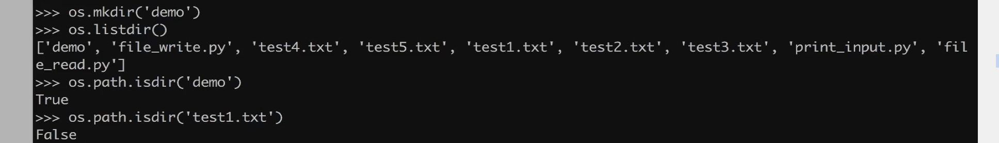 >>> os.mkdir('demo')
>>> os.listdir()
['demo', 'file_write.py', 'test4.txt', 'test5.txt', 'test1.txt', 'test2.txt', 'test3.txt', 'print_input.py', 'fil
e_read.py']
>>> os.path.isdir('demo')
True
>>> os.path.isdir('test1.txt')
False